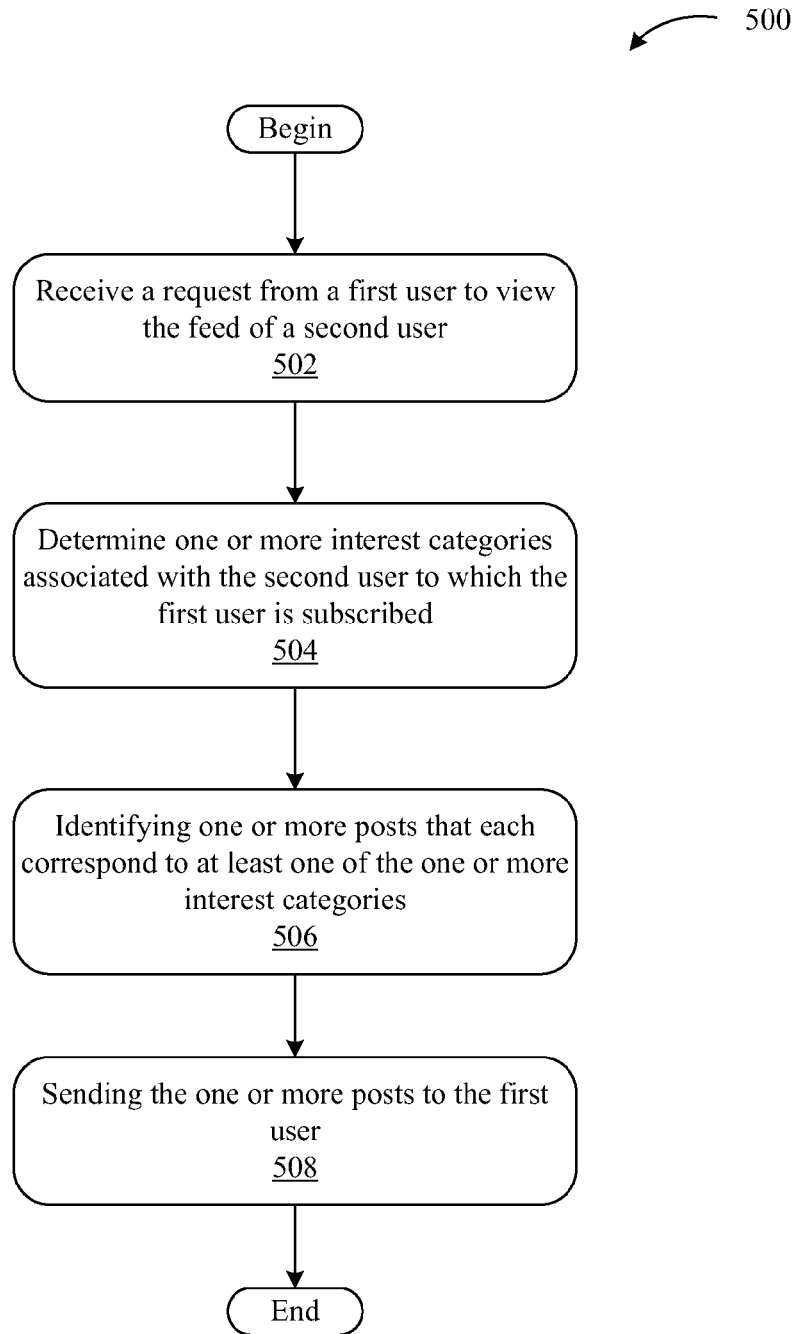 500
Begin
Receive a request from a first user to view
the feed of a second user
502
Determine one or more interest categories
associated with the second user to which the
first user is subscribed
504
Identifying one or more posts that each
correspond to at least one of the one or more
interest categories
506
Sending the one or more posts to the first
user
508
End